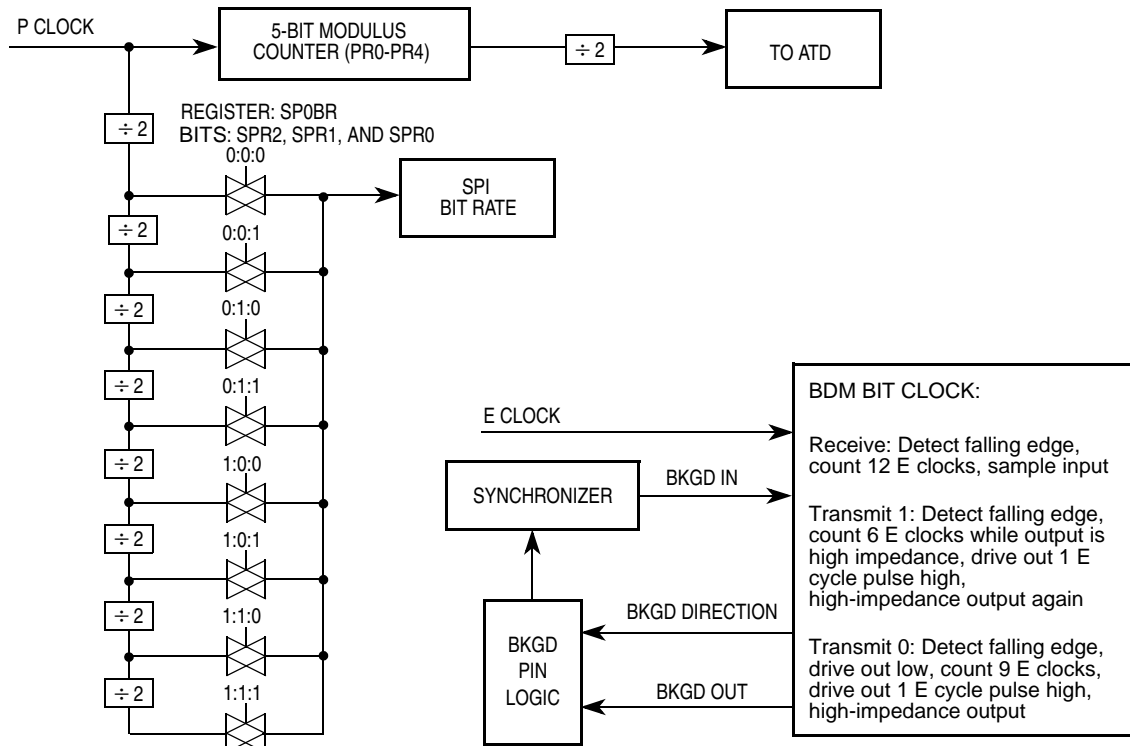 P CLOCK
5-BIT MODULUS
COUNTER (PR0-PR4)
÷ 2
TO ATD
÷ 2
REGISTER: SP0BR
BITS: SPR2, SPR1, AND SPR0
0:0:0
SPI
BIT RATE
÷ 2
0:0:1
÷ 2
0:1:0
÷ 2
0:1:1
÷ 2
1:0:0
÷ 2
1:0:1
÷ 2
1:1:0
÷ 2
1:1:1
E CLOCK
SYNCHRONIZER
BKGD IN
BKGD DIRECTION
BKGD
PIN
LOGIC
BKGD OUT
BDM BIT CLOCK:
Receive: Detect falling edge,
count 12 E clocks, sample input
Transmit 1: Detect falling edge,
count 6 E clocks while output is
high impedance, drive out 1 E
cycle pulse high,
high-impedance output again
Transmit 0: Detect falling edge,
drive out low, count 9 E clocks,
drive out 1 E cycle pulse high,
high-impedance output